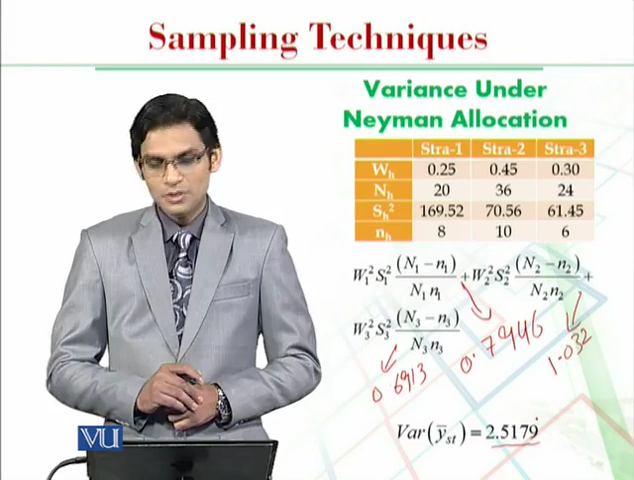 Sampling Techniques
Variance Under
Neyman Allocation
Stra-1 Stra-2 Stra-3
W_h 0.25 0.45 0.30
N_h 20 36 24
S_h^2 169.52 70.56 61.45
n_h 8 10 6
W_1^2 S_1^2 (N_1 − n_1) / N_1 n_1 + W_2^2 S_2^2 (N_2 − n_2) / N_2 n_2 +
W_3^2 S_3^2 (N_3 − n_3) / N_3 n_3
0.7946
1.032
0.6913
Var(ȳ_st) = 2.5179
VU